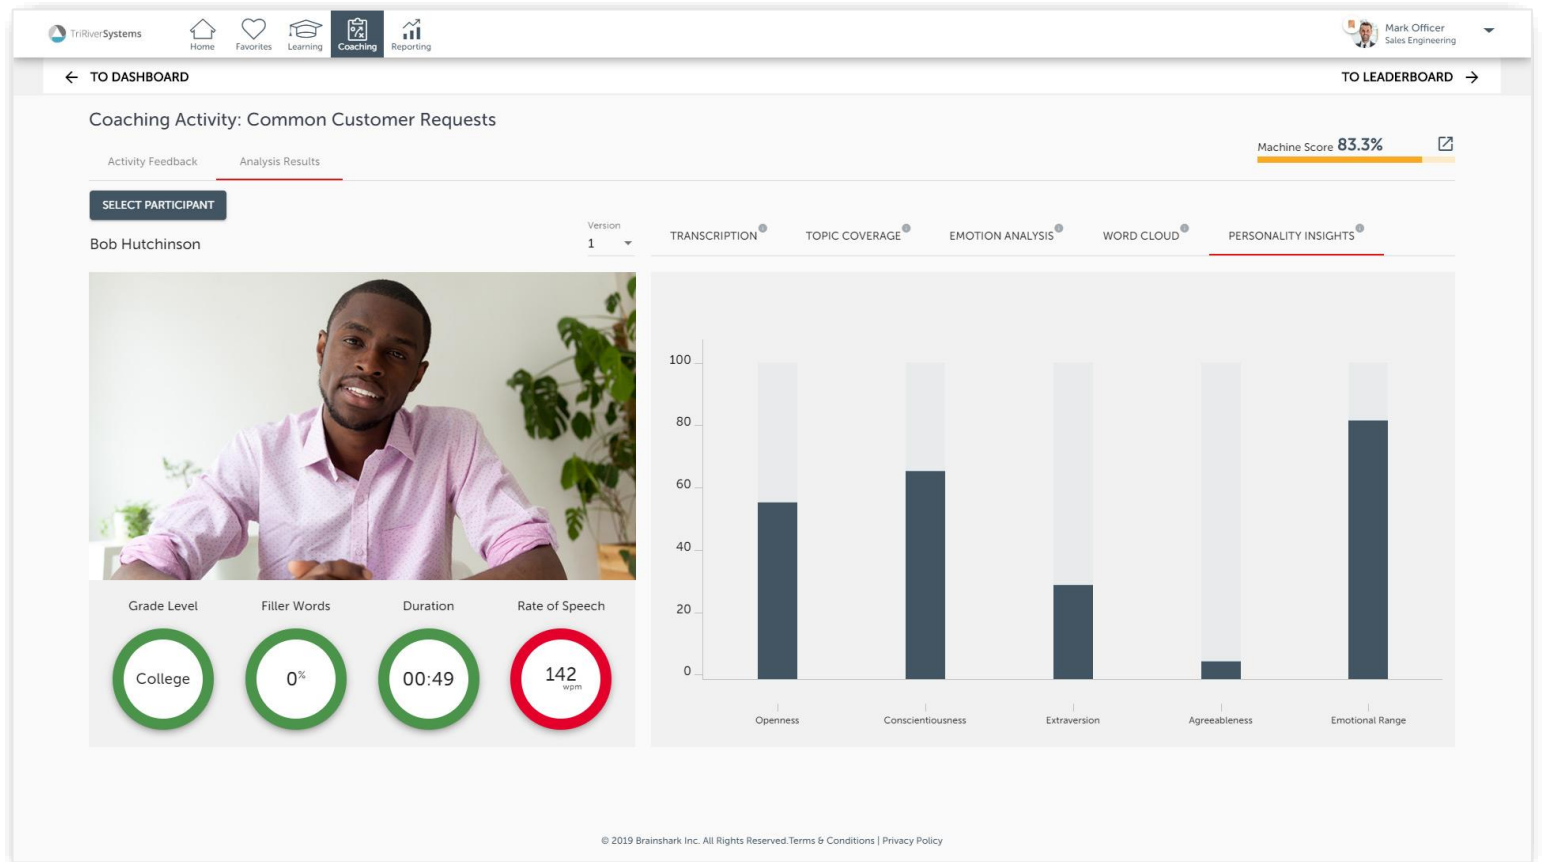 TriRiverSystems
Home
Favorites
Learning
Coaching
Reporting
Mark Officer
Sales Engineering
TO DASHBOARD
TO LEADERBOARD
Coaching Activity: Common Customer Requests
Activity Feedback
Analysis Results
Machine Score 83.3%
SELECT PARTICIPANT
Bob Hutchinson
Version
1
TRANSCRIPTION
TOPIC COVERAGE
EMOTION ANALYSIS
WORD CLOUD
PERSONALITY INSIGHTS
Grade Level
Filler Words
Duration
Rate of Speech
College
0%
00:49
142
wpm
100
80
60
40
20
0
Openness
Conscientiousness
Extraversion
Agreeableness
Emotional Range
© 2019 Brainshark Inc. All Rights Reserved.Terms & Conditions | Privacy Policy